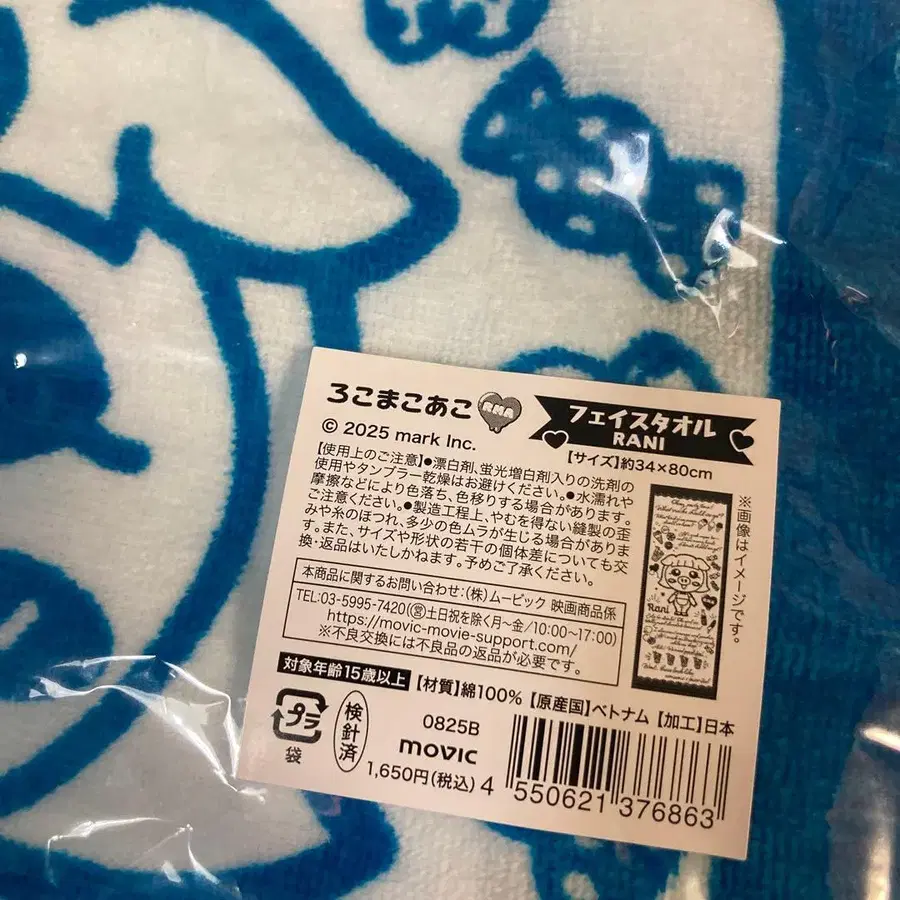 ろこまこあこ RMA
フェイスタオル
RANI
© 2025 mark Inc.
【サイズ】約34×80cm
【使用上のご注意】●漂白剤、蛍光増白剤入りの洗剤の
使用やタンブラー乾燥はお避けください。●水濡れや
摩擦などにより色落ち、色移りする場合があります。
ご注意ください。●製造工程上、やむを得ない縫製の歪
みや糸のほつれ、多少の色ムラが生じる場合がありま
す。また、サイズや形状の若干の個体差についても交
換・返品はいたしかねます。予めご了承ください。
※画像はイメージです。
Rani
本商品に関するお問い合わせ:(株)ムービック 映画商品係
TEL:03-5995-7420(営)土日祝を除く月~金/10:00~17:00)
https://movic-movie-support.com/
※不良交換には不良品の返品が必要です。
対象年齢15歳以上 【材質】綿100% 【原産国】ベトナム 【加工】日本
プラ
袋
検針済
0825B
movic
1,650円(税込)
4 550621 376863